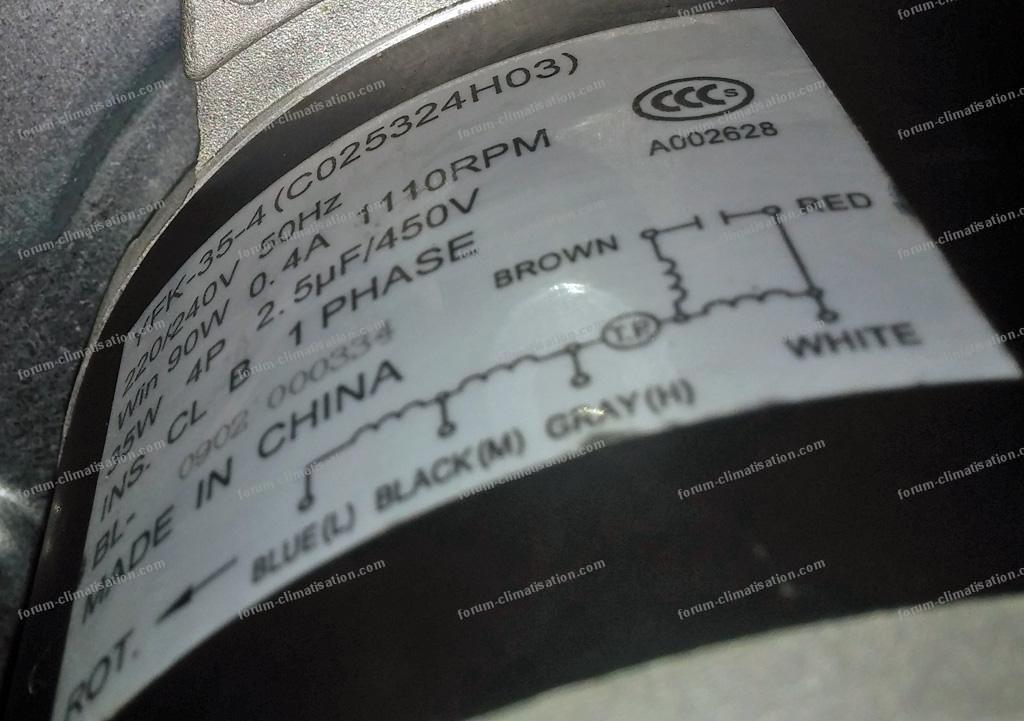 YFK-35-4 (C025324H03)
220/240V 50Hz
Win 90W 0.4A 1110RPM
35W 4P 2.5µF/450V
INS. CL B 1 PHASE
BL- 0902 000334
MADE IN CHINA
ROT.
CCC S
A002628
BROWN
RED
T.P
WHITE
BLUE(L) BLACK(M) GRAY(H)
forum-climatisation.com